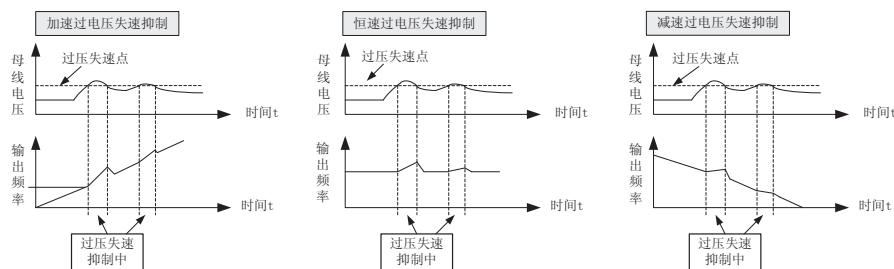 加速过电压失速抑制
母线电压
过压失速点
时间t
输出频率
时间t
过压失速
抑制中
恒速过电压失速抑制
母线电压
过压失速点
时间t
输出频率
时间t
过压失速
抑制中
减速过电压失速抑制
母线电压
过压失速点
时间t
输出频率
时间t
过压失速
抑制中